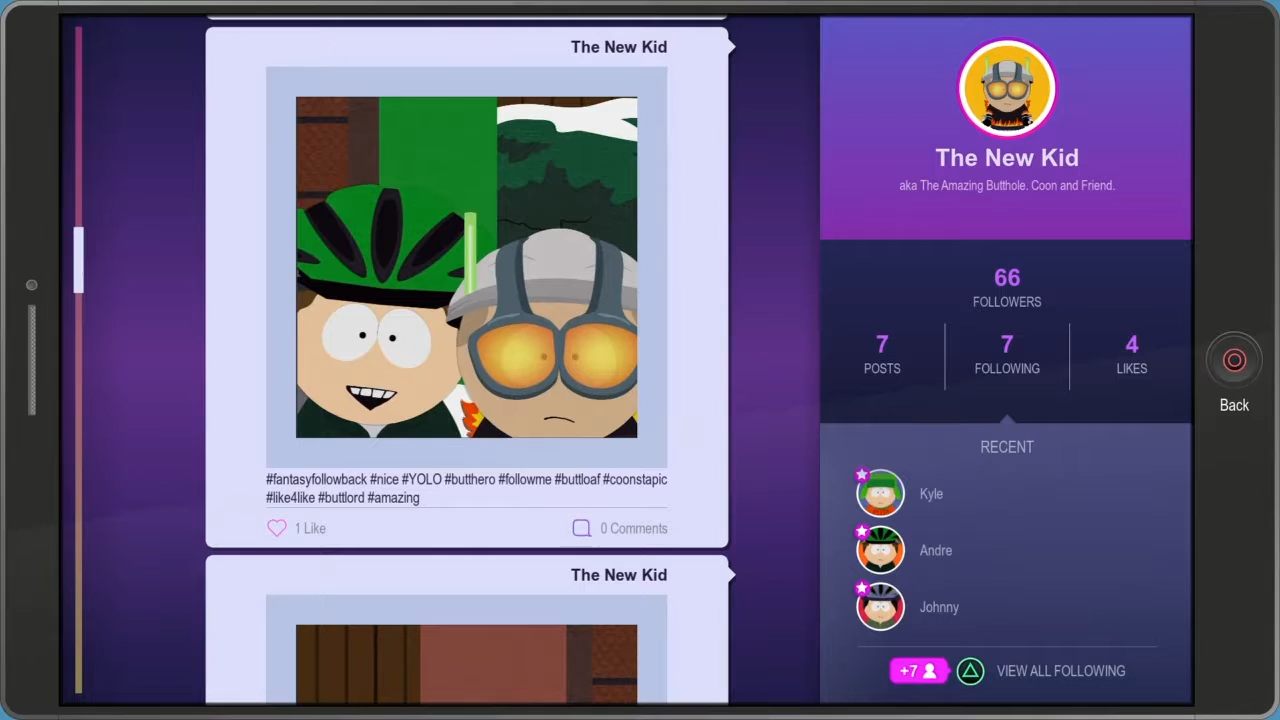 The New Kid
#fantasyfollowback #nice #YOLO #butthero #followme #buttloaf #coonstapic
#like4like #buttlord #amazing
1 Like
0 Comments
The New Kid
The New Kid
aka The Amazing Butthole. Coon and Friend.
66
FOLLOWERS
7
POSTS
7
FOLLOWING
4
LIKES
RECENT
Kyle
Andre
Johnny
+7
VIEW ALL FOLLOWING
Back